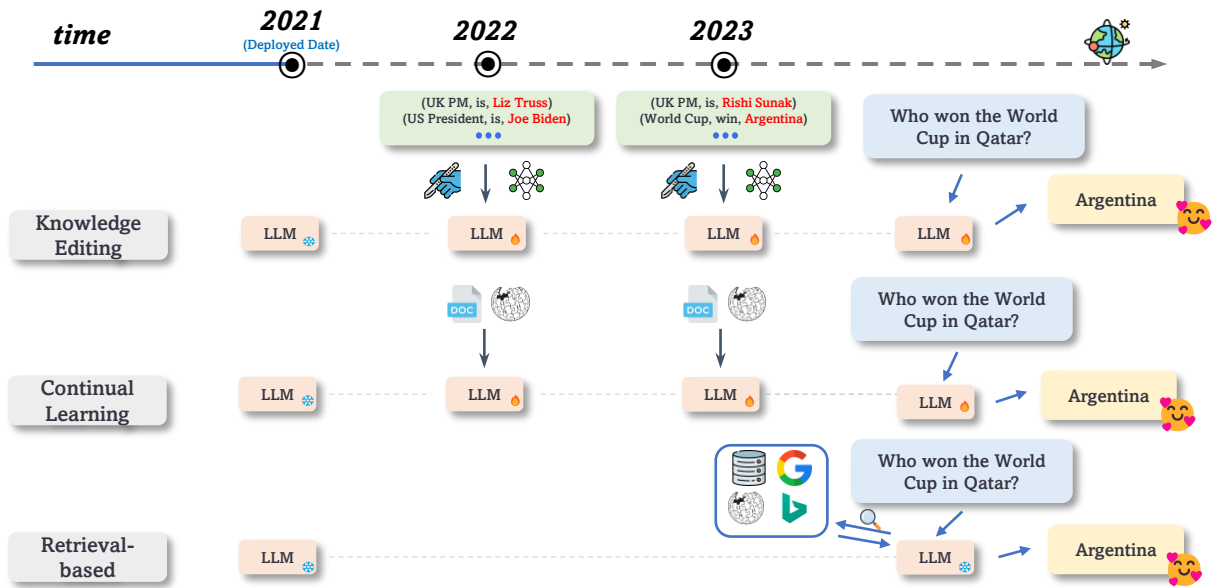 time
2021
(Deployed Date)
2022
2023
(UK PM, is, Liz Truss)
(US President, is, Joe Biden)
(UK PM, is, Rishi Sunak)
(World Cup, win, Argentina)
Who won the World
Cup in Qatar?
Knowledge
Editing
LLM
LLM
LLM
LLM
Argentina
DOC
DOC
Who won the World
Cup in Qatar?
Continual
Learning
LLM
LLM
LLM
LLM
Argentina
Who won the World
Cup in Qatar?
Retrieval-
based
LLM
LLM
Argentina